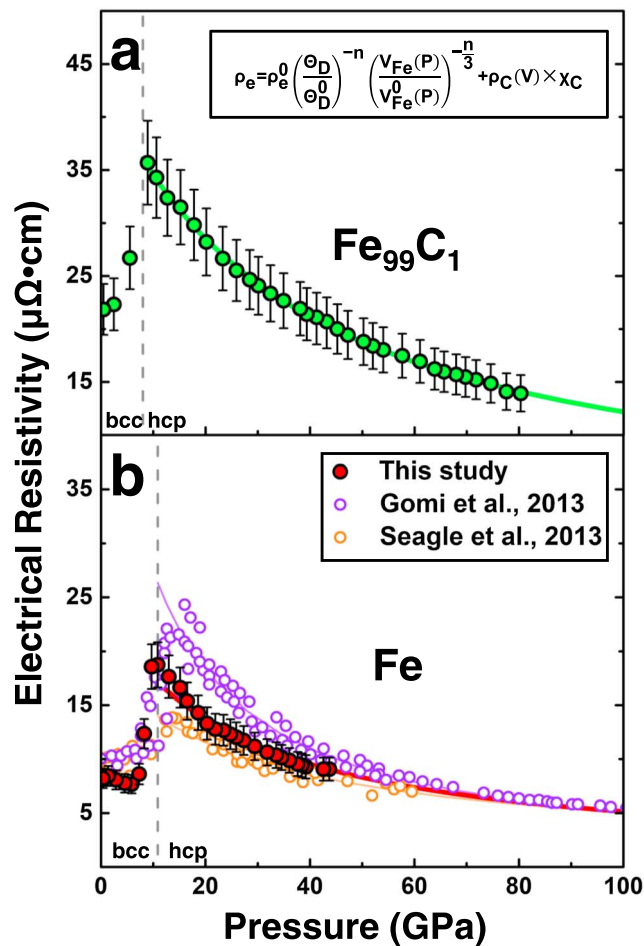 a
ρe=ρe0(ΘD/ΘD0)−n(VFe(P)/VFe0(P))−n/3+ρC(V)×χC
45
35
25
15
Fe99C1
bcc hcp
b
This study
Gomi et al., 2013
Seagle et al., 2013
35
25
15
5
Fe
bcc hcp
0 20 40 60 80 100
Pressure (GPa)
Electrical Resistivity (μΩ•cm)